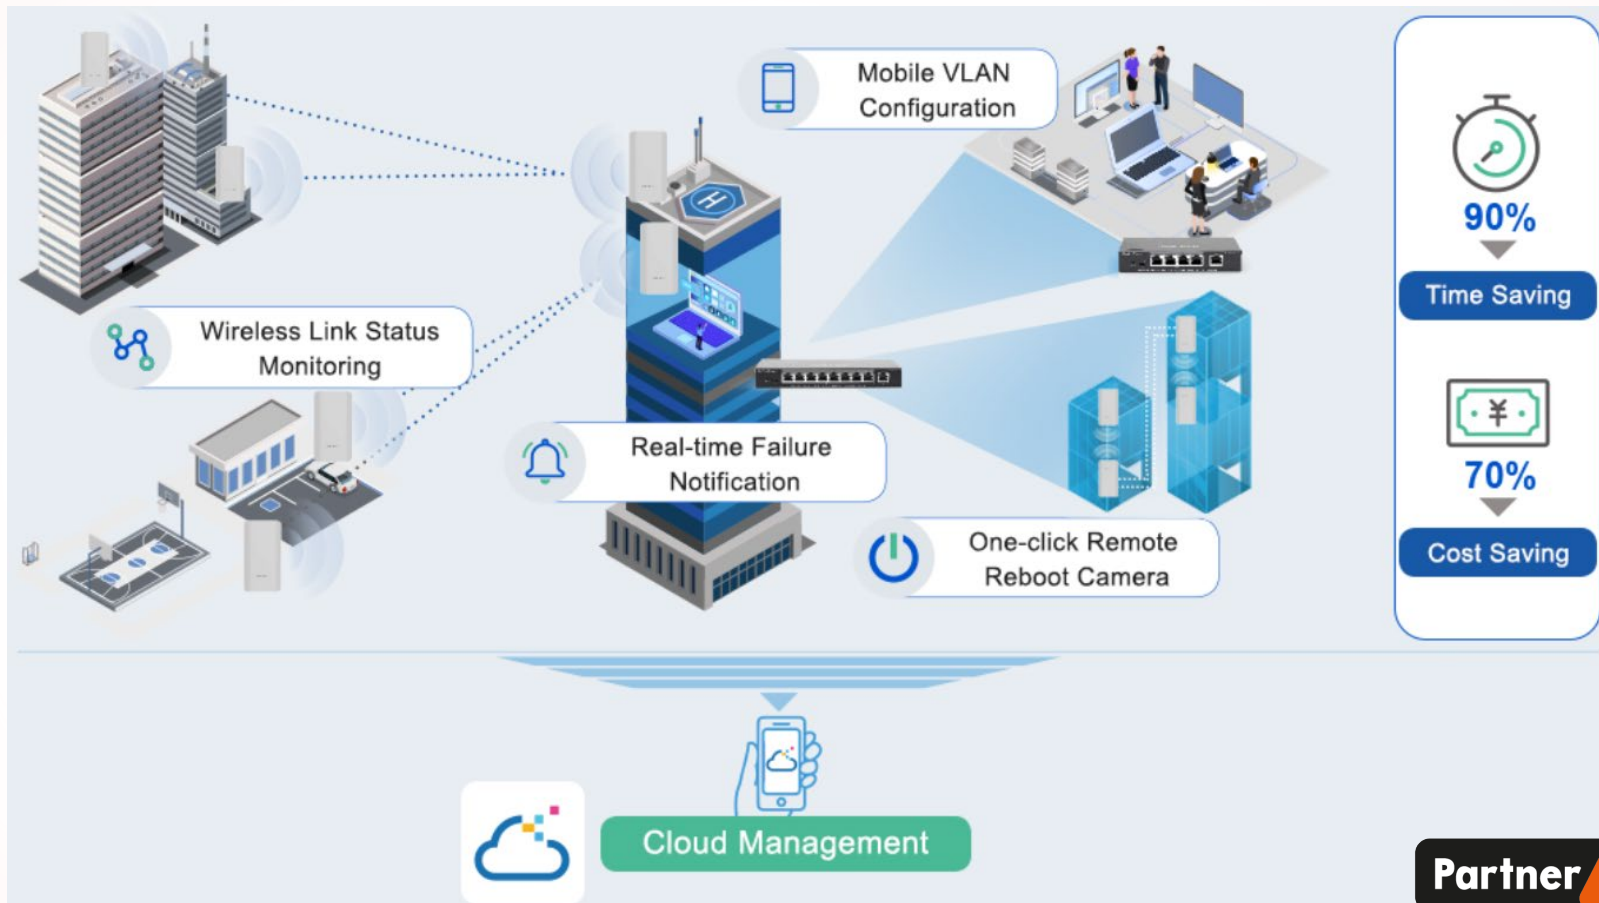 Mobile VLAN
Configuration
90%
Time Saving
Wireless Link Status
Monitoring
Real-time Failure
Notification
¥
70%
One-click Remote
Reboot Camera
Cost Saving
Cloud Management
Partner